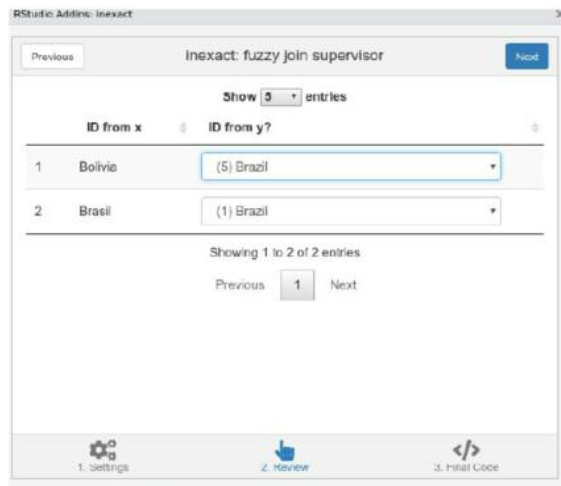 RStudio Addins: inexact
Previous inexact: fuzzy join supervisor Next
Show 5 entries
ID from x ID from y?
1 Bolivia (5) Brazil
2 Brasil (1) Brazil
Showing 1 to 2 of 2 entries
Previous 1 Next
1. Settings 2. Review 3. Final Code